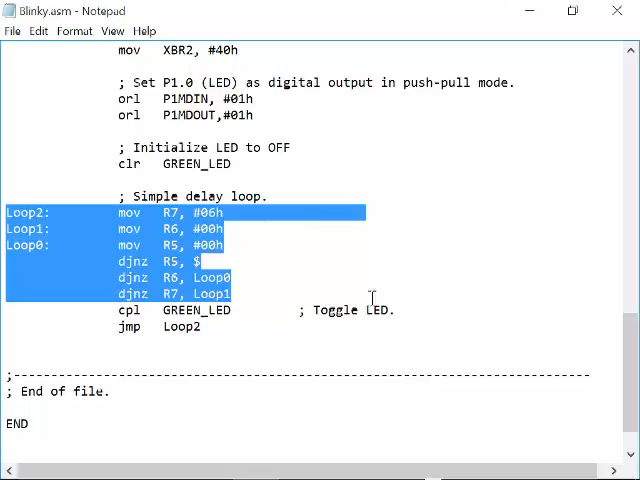 Blinky.asm - Notepad
File Edit Format View Help
mov XBR2, #40h
; Set P1.0 (LED) as digital output in push-pull mode.
orl P1MDIN, #01h
orl P1MDOUT,#01h
; Initialize LED to OFF
clr GREEN_LED
; Simple delay loop.
Loop2: mov R7, #06h
Loop1: mov R6, #00h
Loop0: mov R5, #00h
djnz R5, $
djnz R6, Loop0
djnz R7, Loop1
cpl GREEN_LED ; Toggle LED.
jmp Loop2
;-----------------------------------------------------------------------------
; End of file.
END